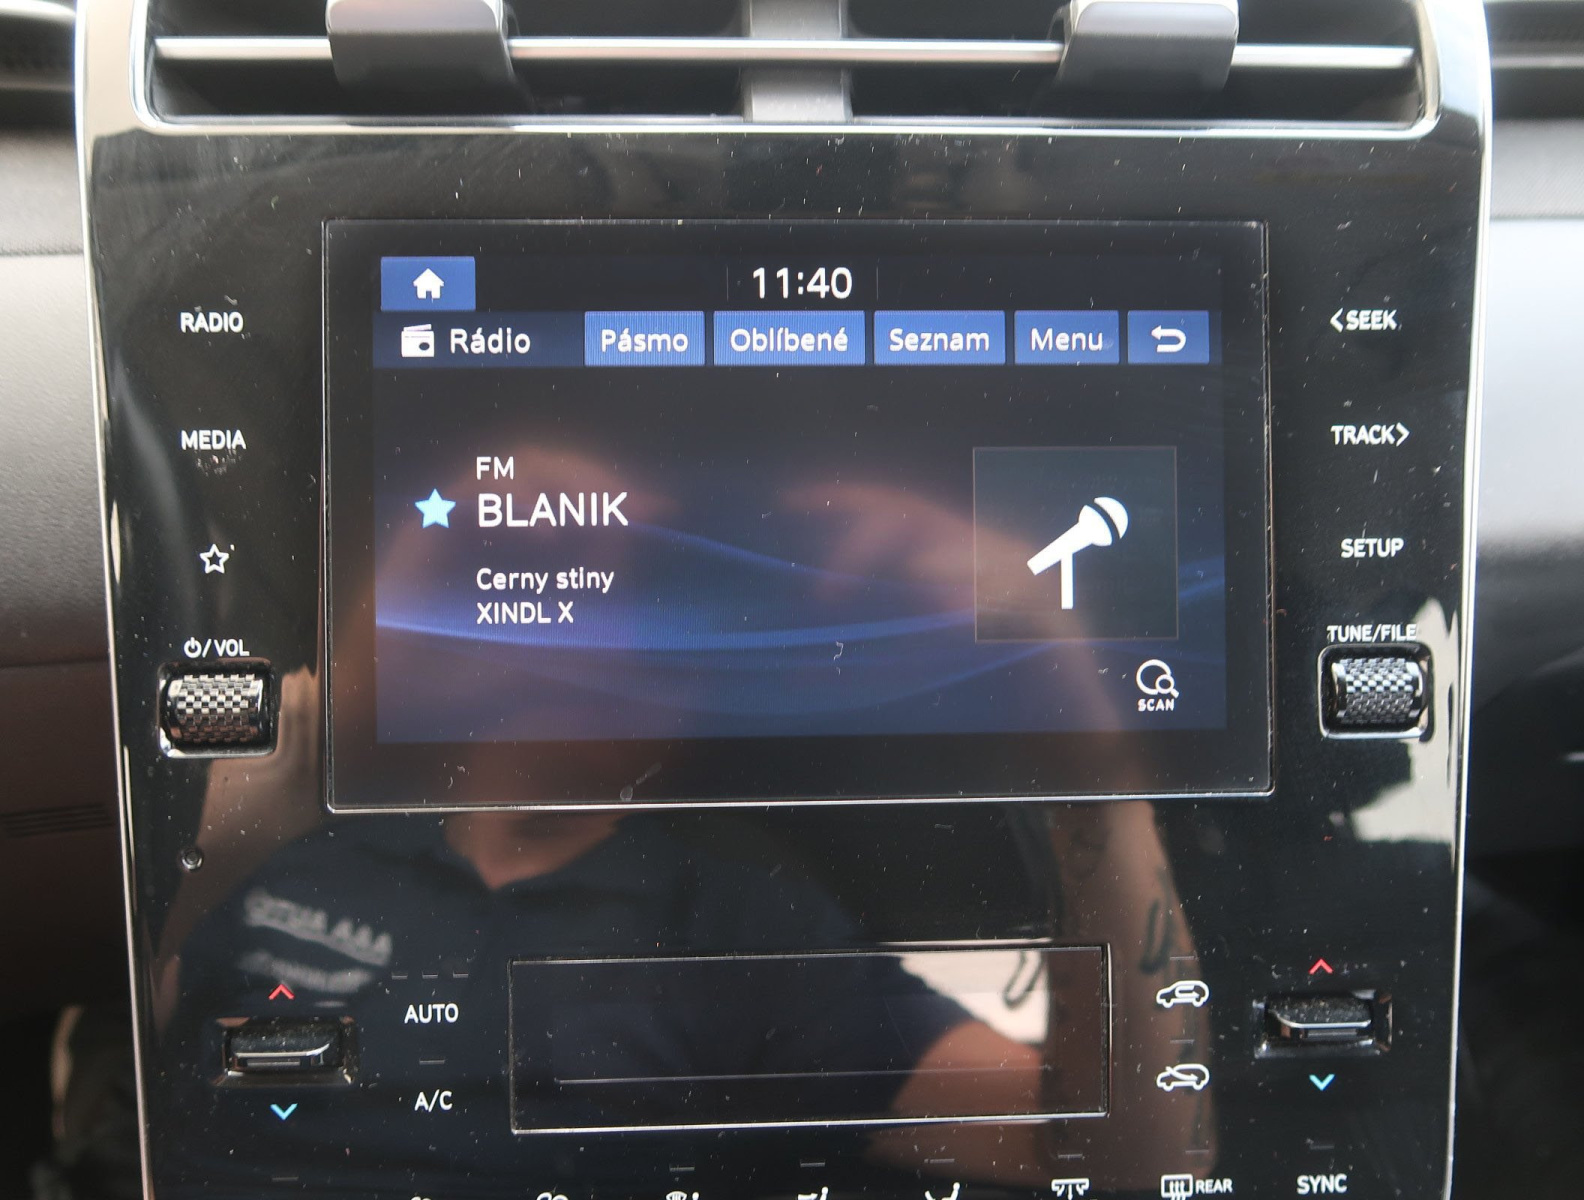 11:40
Rádio Pásmo Oblíbené Seznam Menu
FM
BLANIK
Cerny stiny
XINDL X
SCAN
RADIO
MEDIA
/VOL
<SEEK
TRACK>
SETUP
TUNE/FILE
AUTO
A/C
REAR
SYNC